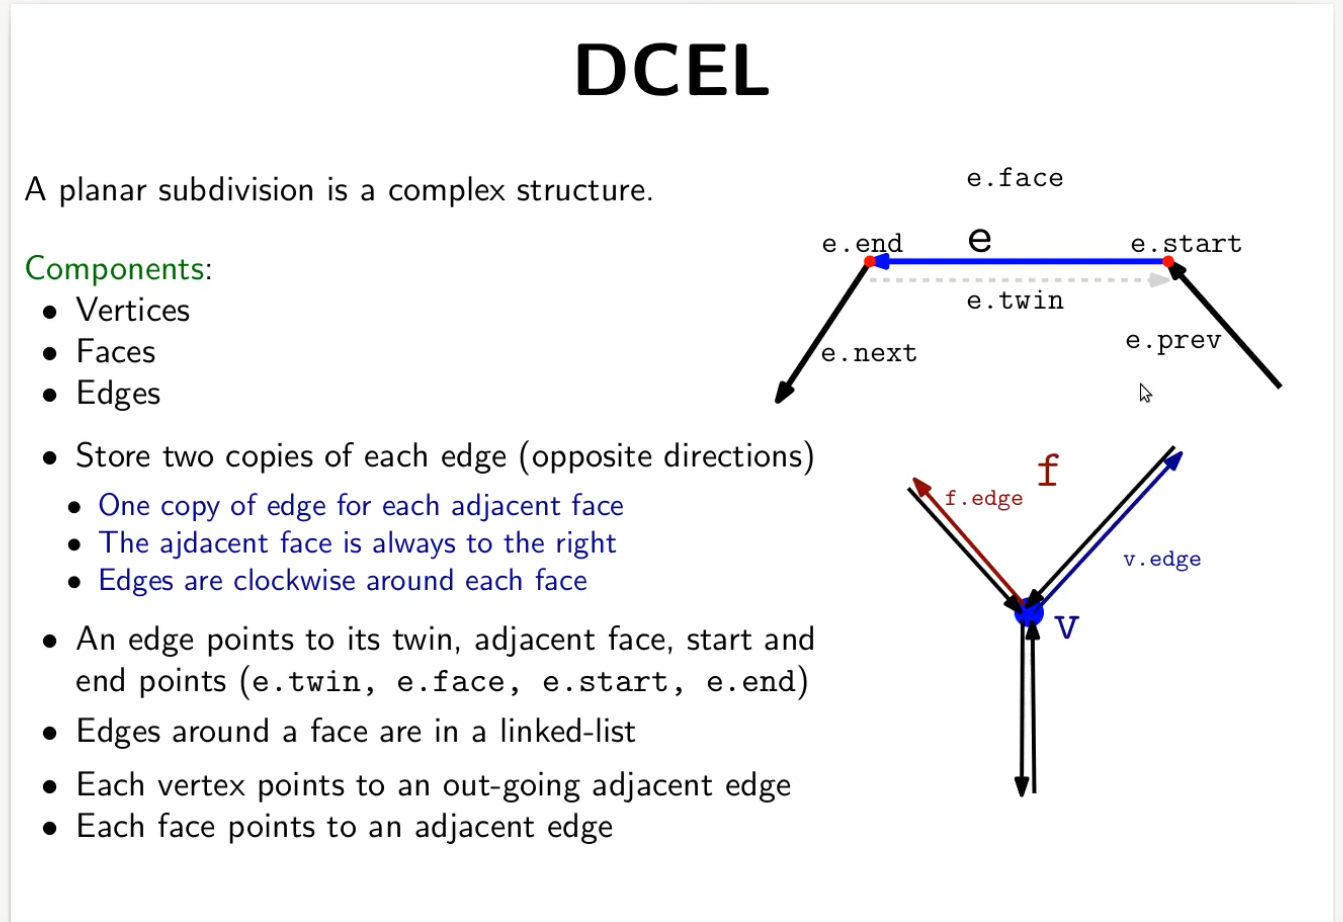 DCEL
A planar subdivision is a complex structure.
Components:
• Vertices
• Faces
• Edges
• Store two copies of each edge (opposite directions)
• One copy of edge for each adjacent face
• The ajdacent face is always to the right
• Edges are clockwise around each face
• An edge points to its twin, adjacent face, start and
end points (e.twin, e.face, e.start, e.end)
• Edges around a face are in a linked-list
• Each vertex points to an out-going adjacent edge
• Each face points to an adjacent edge
e.face
e.end
e
e.start
e.twin
e.next
e.prev
f
f.edge
v.edge
v